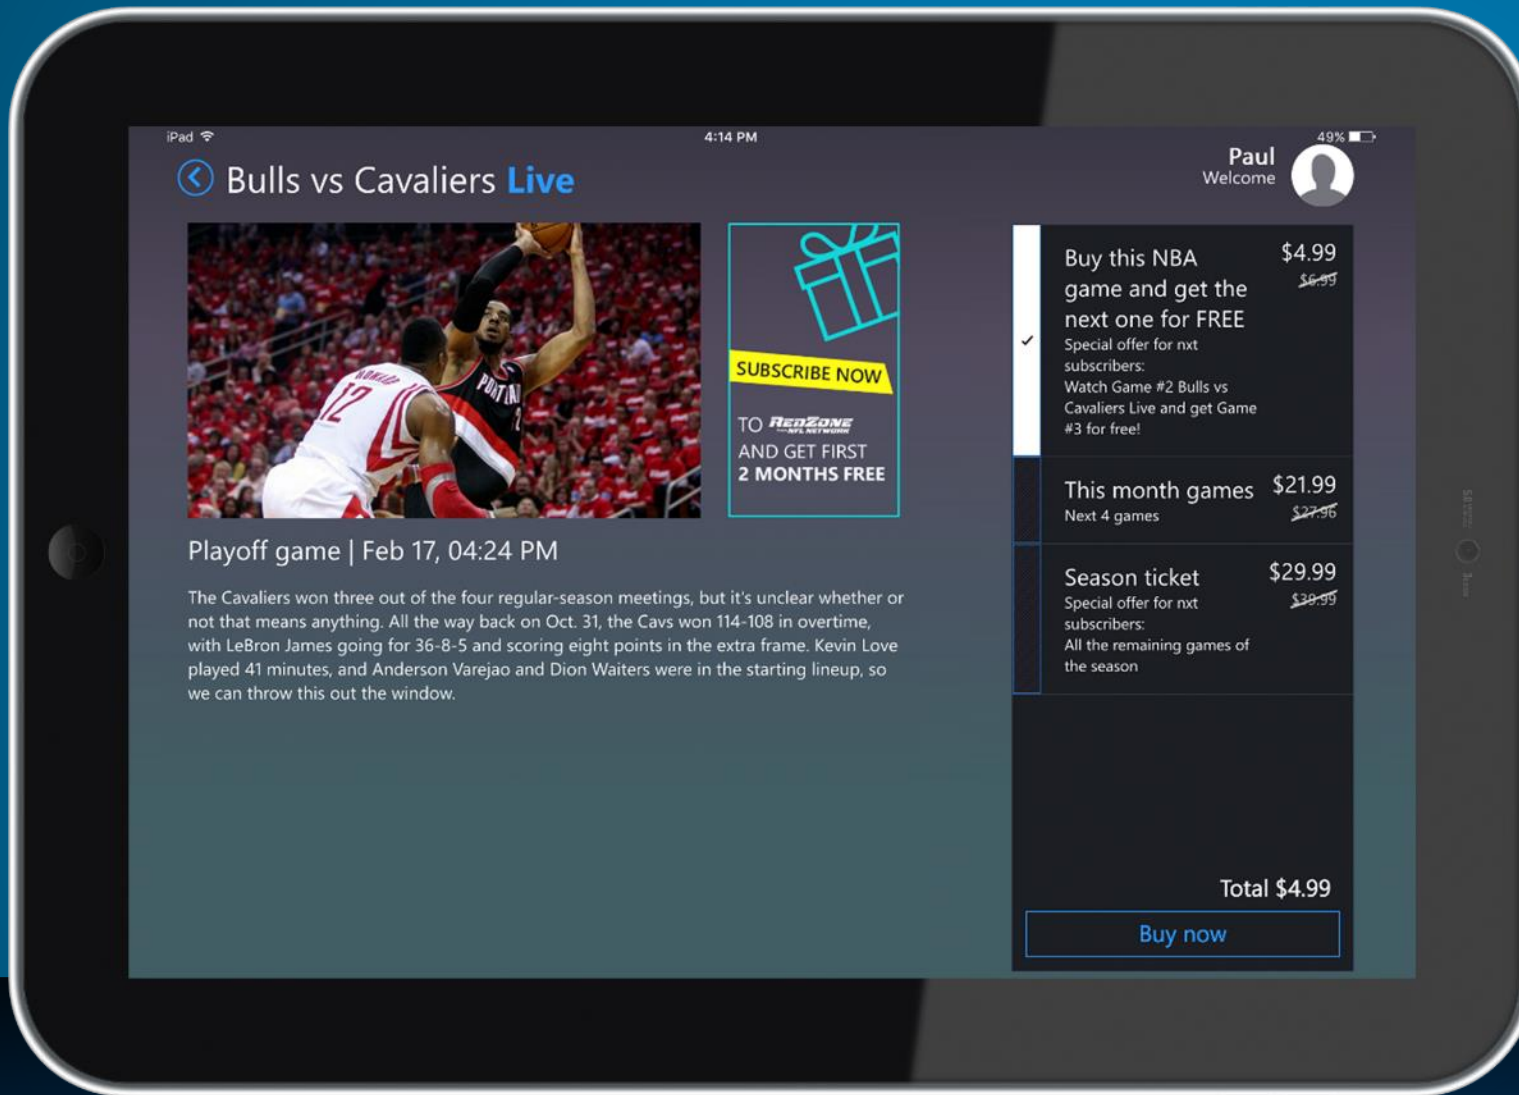 iPad
4:14 PM
49%
Bulls vs Cavaliers Live
Paul
Welcome
HOWARD
12
PORTLAN
SUBSCRIBE NOW
TO REDZONE
NFL NETWORK
AND GET FIRST
2 MONTHS FREE
Playoff game | Feb 17, 04:24 PM
The Cavaliers won three out of the four regular-season meetings, but it's unclear whether or
not that means anything. All the way back on Oct. 31, the Cavs won 114-108 in overtime,
with LeBron James going for 36-8-5 and scoring eight points in the extra frame. Kevin Love
played 41 minutes, and Anderson Varejao and Dion Waiters were in the starting lineup, so
we can throw this out the window.
Buy this NBA $4.99
game and get the $6.99
next one for FREE
Special offer for nxt
subscribers:
Watch Game #2 Bulls vs
Cavaliers Live and get Game
#3 for free!
This month games $21.99
Next 4 games $27.96
Season ticket $29.99
Special offer for nxt $39.99
subscribers:
All the remaining games of
the season
Total $4.99
Buy now